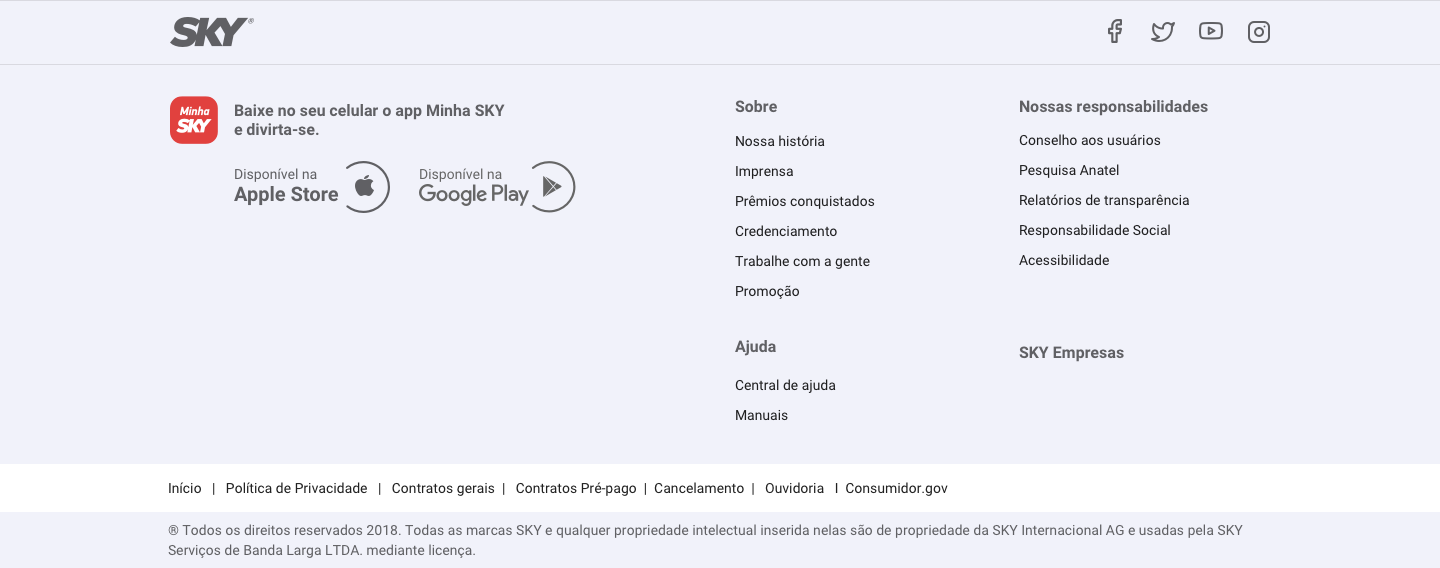 SKY®
Minha
SKY
Baixe no seu celular o app Minha SKY
e divirta-se.
Disponível na
Apple Store
Disponível na
Google Play
Sobre
Nossa história
Imprensa
Prêmios conquistados
Credenciamento
Trabalhe com a gente
Promoção
Nossas responsabilidades
Conselho aos usuários
Pesquisa Anatel
Relatórios de transparência
Responsabilidade Social
Acessibilidade
Ajuda
Central de ajuda
Manuais
SKY Empresas
Início | Política de Privacidade | Contratos gerais | Contratos Pré-pago | Cancelamento | Ouvidoria I Consumidor.gov
® Todos os direitos reservados 2018. Todas as marcas SKY e qualquer propriedade intelectual inserida nelas são de propriedade da SKY Internacional AG e usadas pela SKY
Serviços de Banda Larga LTDA. mediante licença.